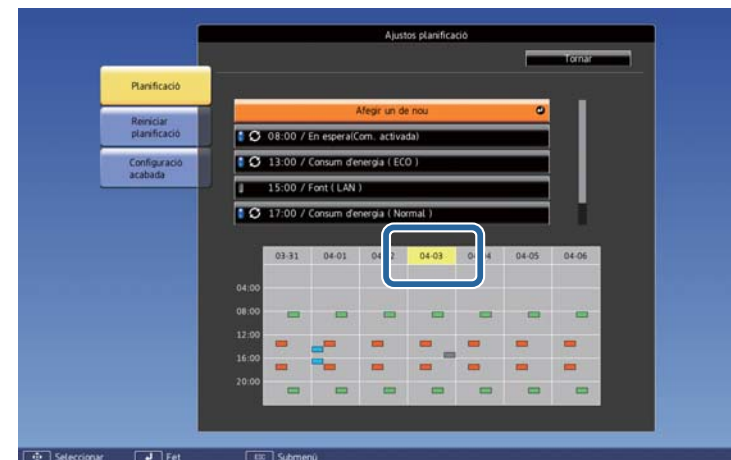 Ajustos planificació
Tornar
Planificació
Reiniciar
planificació
Configuració
acabada
Afegir un de nou
08:00 / En espera(Com. activada)
13:00 / Consum d'energia ( ECO )
15:00 / Font ( LAN )
17:00 / Consum d'energia ( Normal )
03-31 04-01 04-03 04-05 04-06
04:00
08:00
12:00
16:00
20:00
Seleccionar Fet Esc Submenú